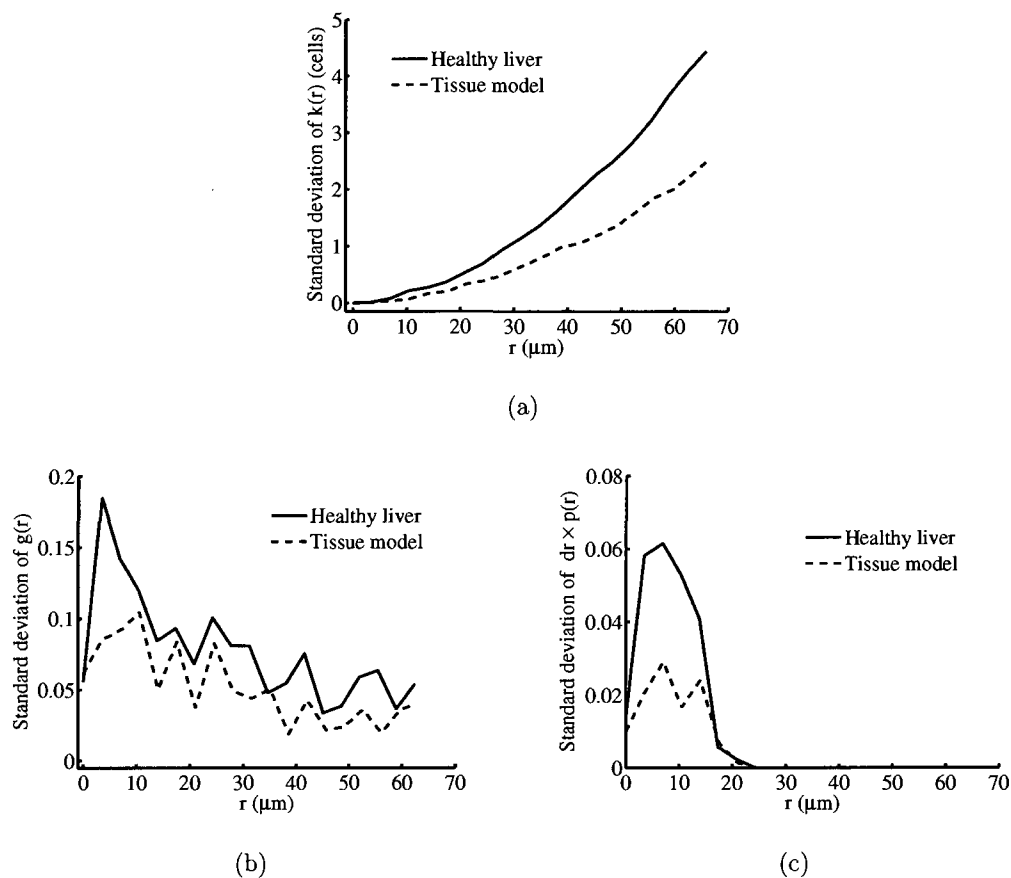 Standard deviation of k(r) (cells)
5
4
3
2
1
0
Healthy liver
Tissue model
0 10 20 30 40 50 60 70
r (μm)
(a)
Standard deviation of g(r)
0.2
0.15
0.1
0.05
0
Healthy liver
Tissue model
0 10 20 30 40 50 60 70
r (μm)
(b)
Standard deviation of dr × p(r)
0.08
0.06
0.04
0.02
0
Healthy liver
Tissue model
0 10 20 30 40 50 60 70
r (μm)
(c)